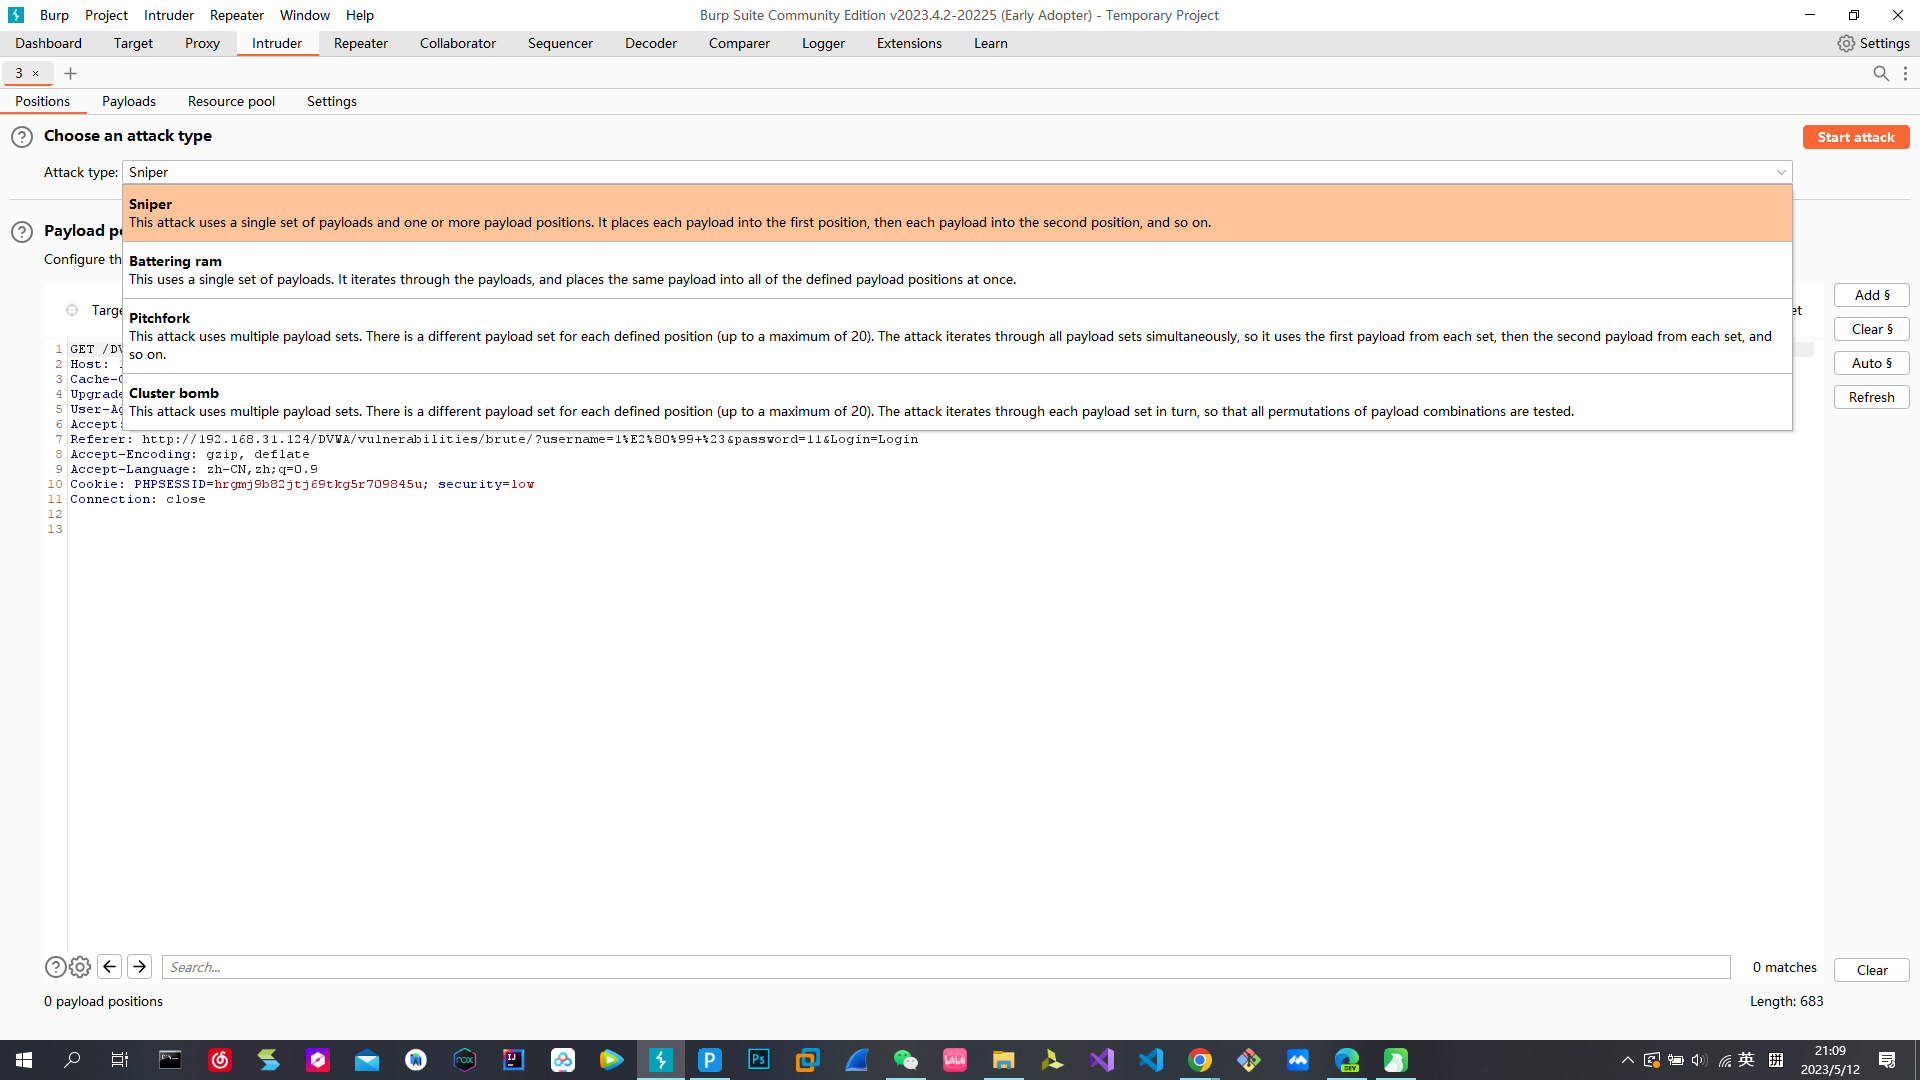 Burp Project Intruder Repeater Window Help
Burp Suite Community Edition v2023.4.2-20225 (Early Adopter) - Temporary Project
Dashboard Target Proxy Intruder Repeater Collaborator Sequencer Decoder Comparer Logger Extensions Learn Settings
3 × +
Positions Payloads Resource pool Settings
Choose an attack type
Start attack
Attack type: Sniper
Sniper
This attack uses a single set of payloads and one or more payload positions. It places each payload into the first position, then each payload into the second position, and so on.
Payload po
Configure th
Battering ram
This uses a single set of payloads. It iterates through the payloads, and places the same payload into all of the defined payload positions at once.
Add §
Targe
et
Pitchfork
This attack uses multiple payload sets. There is a different payload set for each defined position (up to a maximum of 20). The attack iterates through all payload sets simultaneously, so it uses the first payload from each set, then the second payload from each set, and
so on.
Clear §
Auto §
Cluster bomb
This attack uses multiple payload sets. There is a different payload set for each defined position (up to a maximum of 20). The attack iterates through each payload set in turn, so that all permutations of payload combinations are tested.
Refresh
1 GET /DV
2 Host: 1
3 Cache-C
4 Upgrade
5 User-Ag
6 Accept:
7 Referer: http://192.168.31.124/DVWA/vulnerabilities/brute/?username=1%E2%80%99+%23&password=11&Login=Login
8 Accept-Encoding: gzip, deflate
9 Accept-Language: zh-CN,zh;q=0.9
10 Cookie: PHPSESSID=hrgmj9b82jtj69tkg5r709845u; security=low
11 Connection: close
12
13
Search...
0 matches
Clear
0 payload positions
Length: 683
英
21:09
2023/5/12